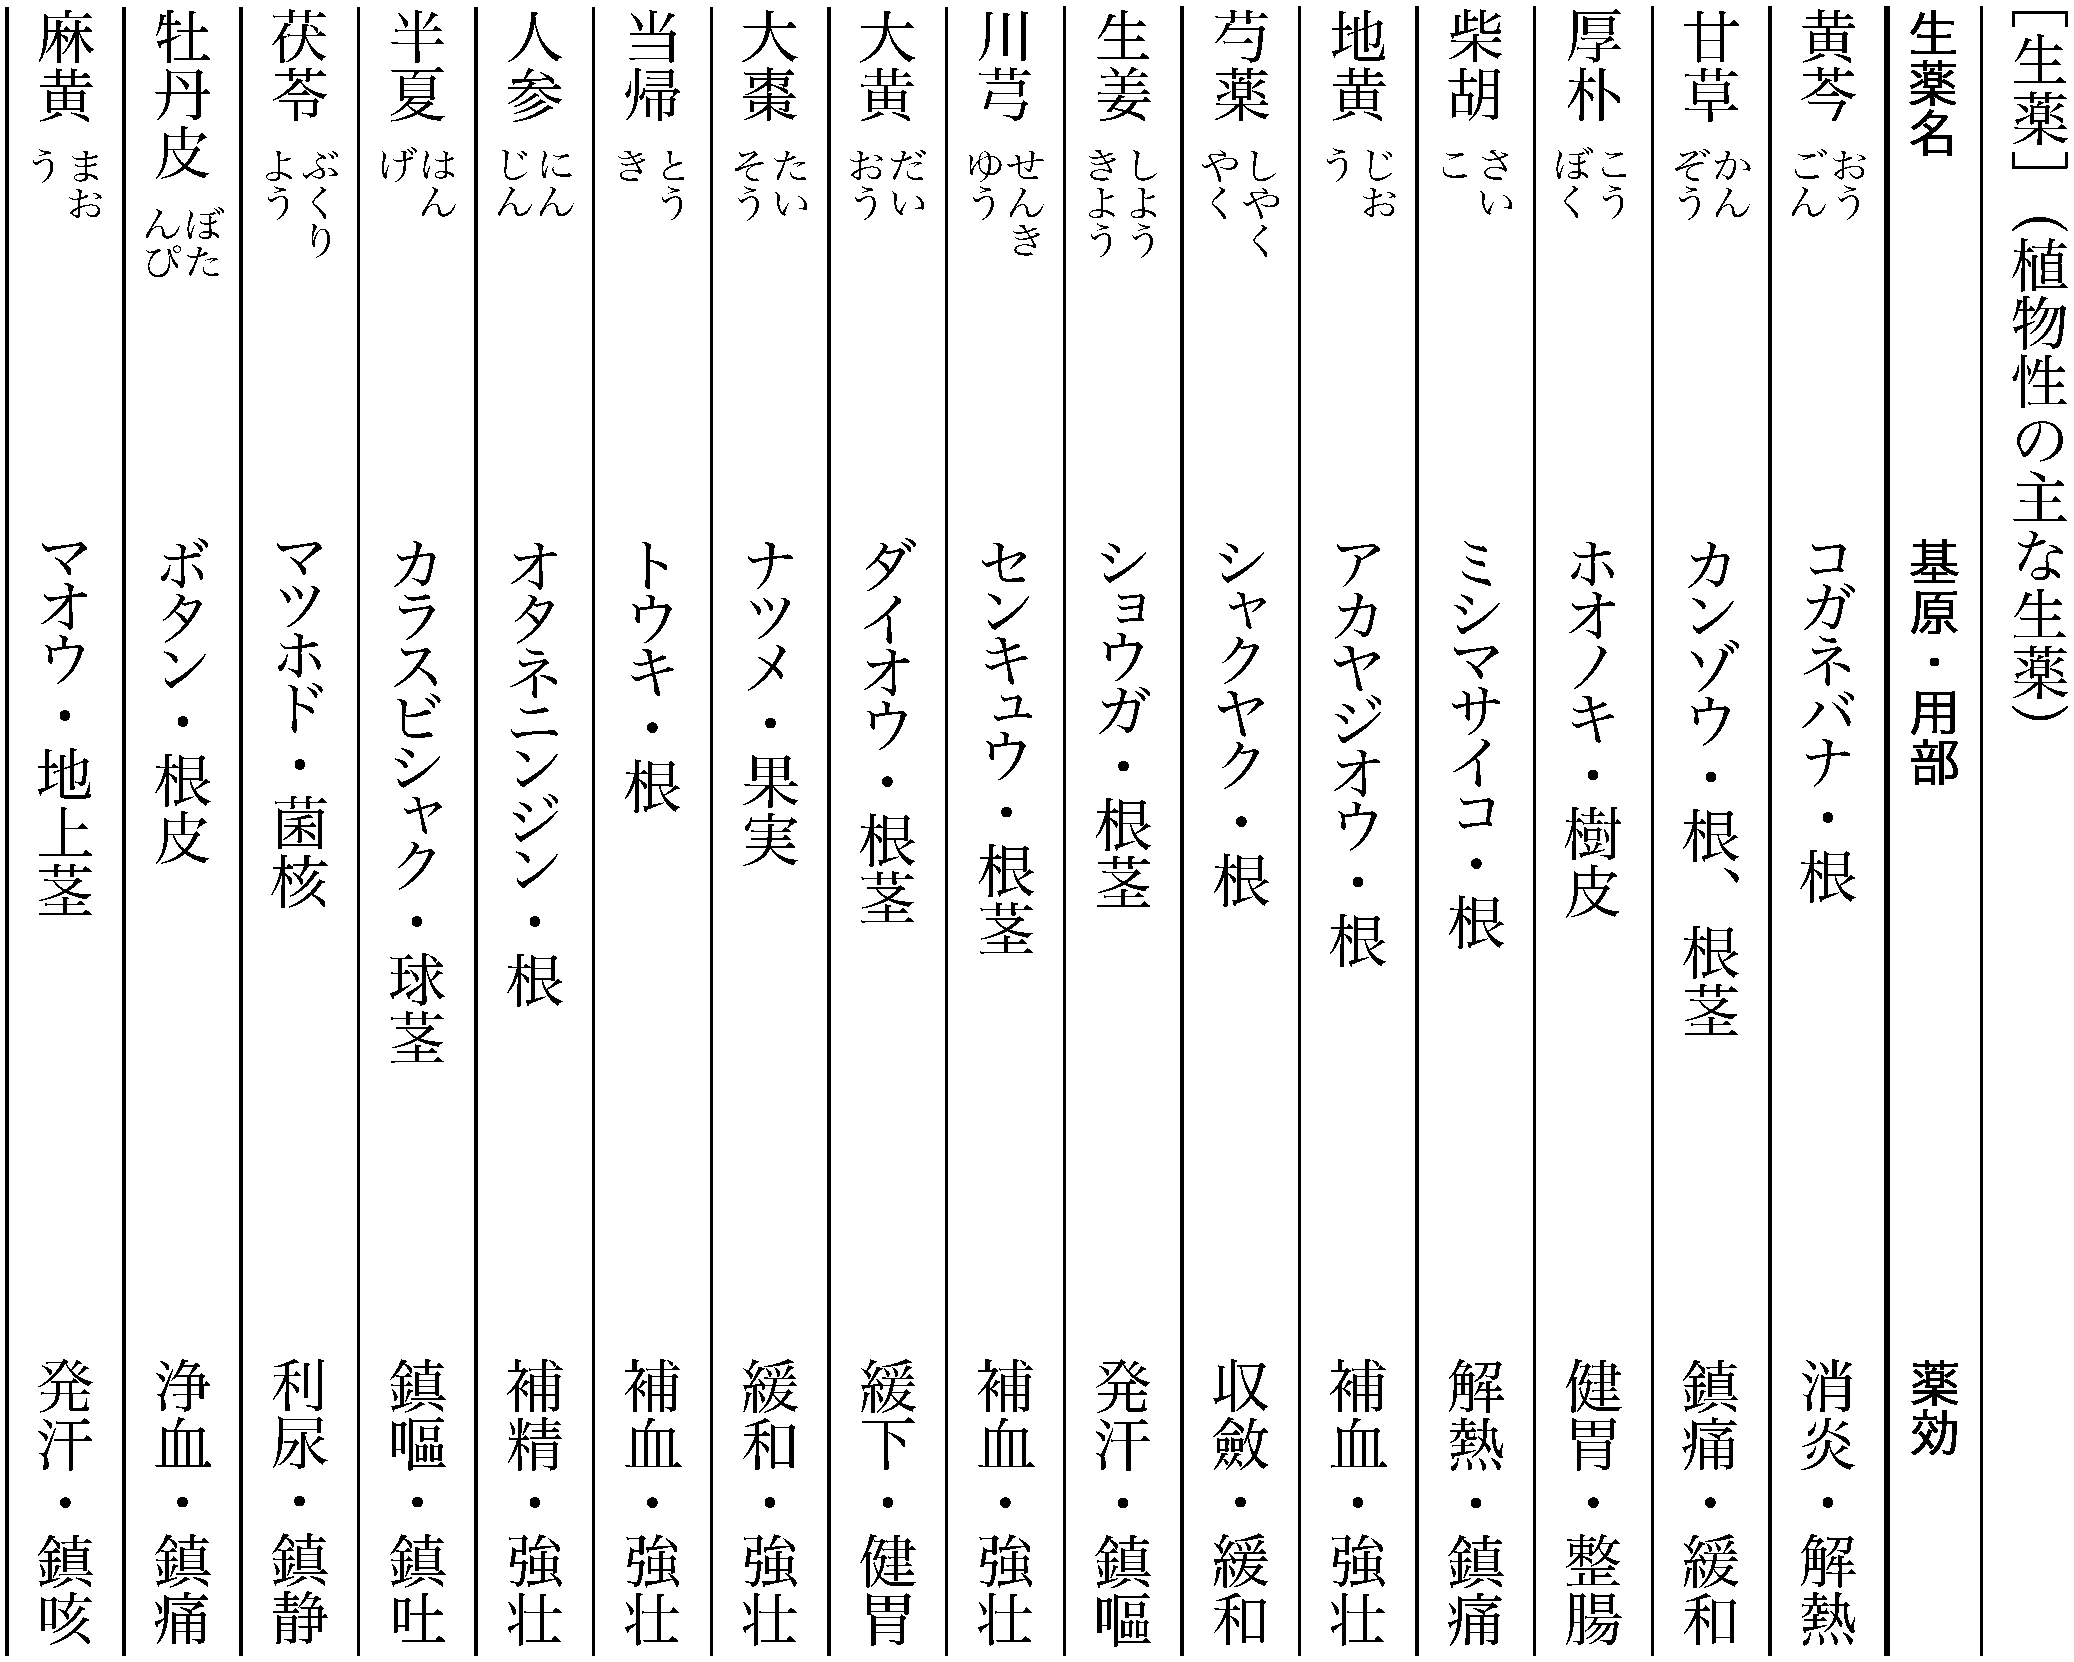 ［生薬］（植物性の主な生薬）
生薬名 基原・用部 薬効
黄芩 おうごん コガネバナ・根 消炎・解熱
甘草 かんぞう カンゾウ・根、根茎 鎮痛・緩和
厚朴 こうぼく ホオノキ・樹皮 健胃・整腸
柴胡 さいこ ミシマサイコ・根 解熱・鎮痛
地黄 じおう アカヤジオウ・根 補血・強壮
芍薬 しやくやく シャクヤク・根 収斂・緩和
生姜 しようきよう ショウガ・根茎 発汗・鎮嘔
川芎 せんきゆう センキュウ・根茎 補血・強壮
大黄 だいおう ダイオウ・根茎 緩下・健胃
大棗 たいそう ナツメ・果実 緩和・強壮
当帰 とうき トウキ・根 補血・強壮
人参 にんじん オタネニンジン・根 補精・強壮
半夏 はんげ カラスビシャク・球茎 鎮嘔・鎮吐
茯苓 ぶくりよう マツホド・菌核 利尿・鎮静
牡丹皮 ぼたんぴ ボタン・根皮 浄血・鎮痛
麻黄 まおう マオウ・地上茎 発汗・鎮咳